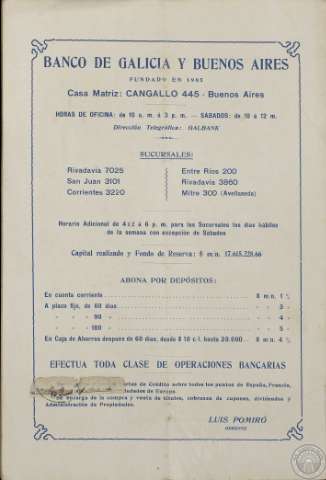 BANCO DE GALICIA Y BUENOS AIRES
FUNDADO EN 1905
Casa Matriz: CANGALLO 445 - Buenos Aires
HORAS DE OFICINA: de 10 a. m. á 3 p. m. — SABADOS: de 10 á 12 m.
Dirección Telegráfica: GALBANK
SUCURSALES:
Rivadavia 7025
San Juan 3101
Corrientes 3220
Entre Ríos 200
Rivadavia 3860
Mitre 300 (Avellaneda)
Horario Adicional de 4 1/2 á 6 p. m. para las Sucursales los días hábiles
de la semana con excepción de Sábados
Capital realizado y Fondo de Reserva: $ m/n. 17.615.228.66
ABONA POR DEPÓSITOS:
En cuenta corriente $ m/n. 1 %
A plazo fijo, de 60 días » 3 »
» » » 90 » » 4 »
» » » 180 » » 5 »
En Caja de Ahorros después de 60 días, desde $ 10 c/l. hasta 20.000 $ m/n. 4 %
EFECTUA TODA CLASE DE OPERACIONES BANCARIAS
Cartas de Crédito sobre todos los puntos de España, Francia,
ciudades de Europa.
Se encarga de la compra y venta de títulos, cobranza de cupones, dividendos y
Administración de Propiedades.
LUIS POMIRÓ
GERENTE